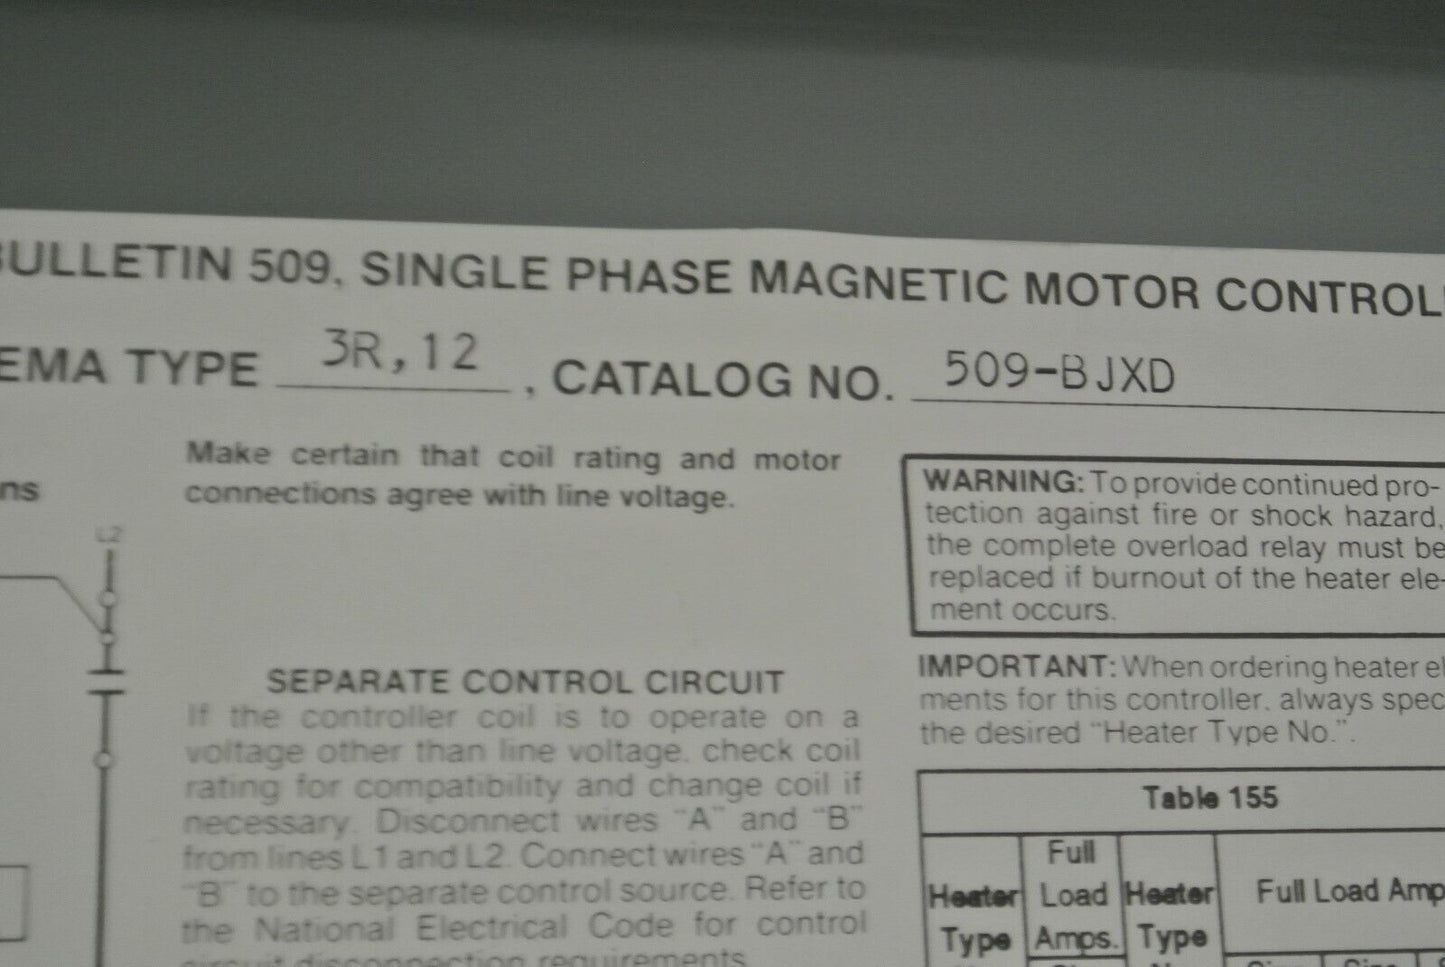 BULLETIN 509, SINGLE PHASE MAGNETIC MOTOR CONTROL
EMA TYPE 3R,12 , CATALOG NO. 509-BJXD
ns
L2
Make certain that coil rating and motor
connections agree with line voltage.
SEPARATE CONTROL CIRCUIT
If the controller coil is to operate on a
voltage other than line voltage, check coil
rating for compatibility and change coil if
necessary. Disconnect wires "A" and "B"
from lines L1 and L2. Connect wires "A" and
"B" to the separate control source. Refer to
the National Electrical Code for control
circuit disconnection requirements
WARNING: To provide continued pro-
tection against fire or shock hazard,
the complete overload relay must be
replaced if burnout of the heater ele-
ment occurs.
IMPORTANT: When ordering heater el
ments for this controller, always spec
the desired "Heater Type No.".
Table 155
Heater Type
Full Load Amps.
Heater Type
Full Load Amp